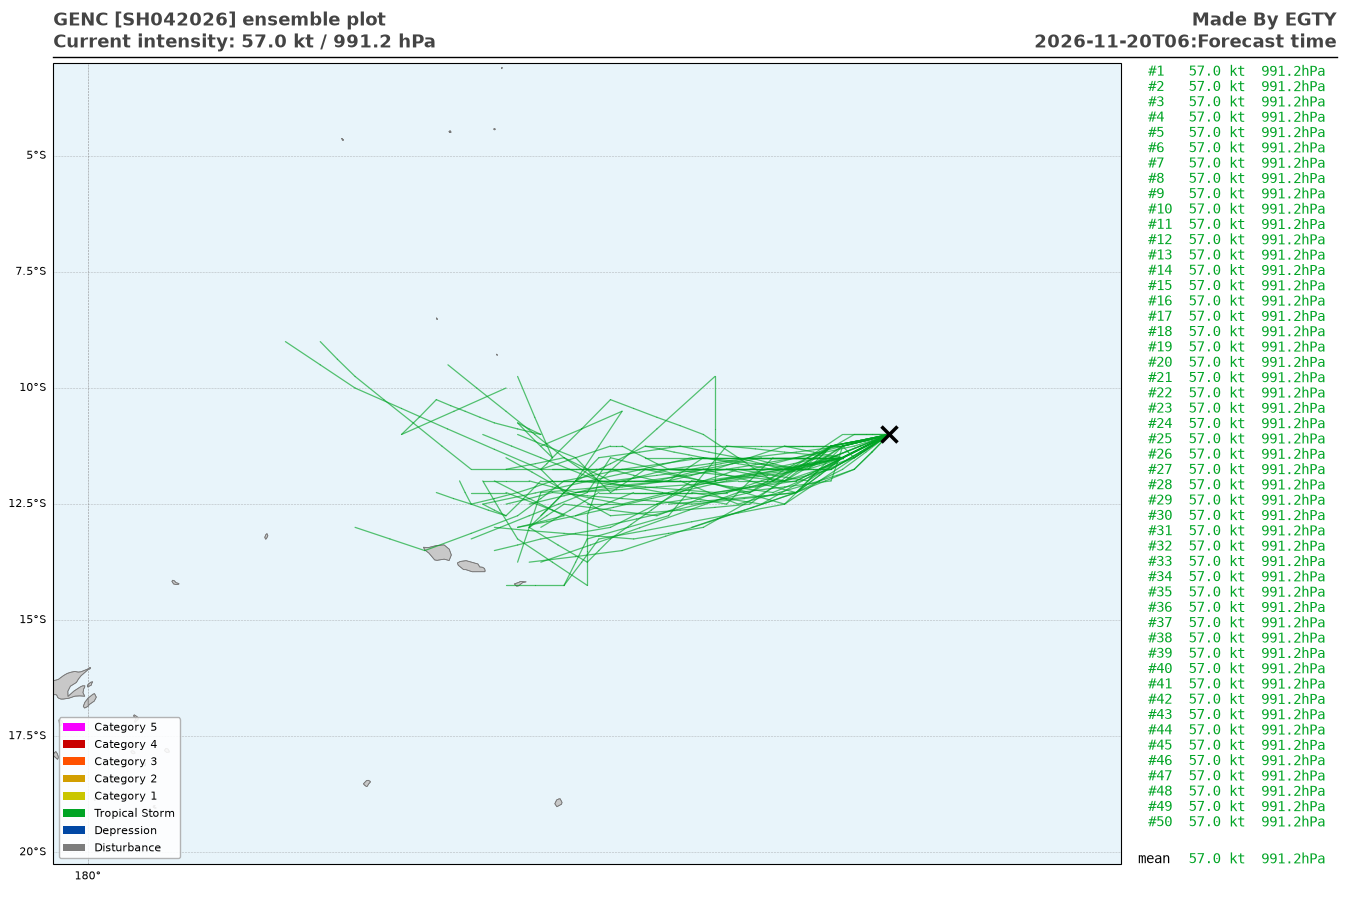 GENC [SH042026] ensemble plot
Current intensity: 57.0 kt / 991.2 hPa
Made By EGTY
2026-11-20T06:Forecast time
5°S
7.5°S
10°S
12.5°S
15°S
17.5°S
20°S
180°
Category 5
Category 4
Category 3
Category 2
Category 1
Tropical Storm
Depression
Disturbance
#1 57.0 kt 991.2hPa
#2 57.0 kt 991.2hPa
#3 57.0 kt 991.2hPa
#4 57.0 kt 991.2hPa
#5 57.0 kt 991.2hPa
#6 57.0 kt 991.2hPa
#7 57.0 kt 991.2hPa
#8 57.0 kt 991.2hPa
#9 57.0 kt 991.2hPa
#10 57.0 kt 991.2hPa
#11 57.0 kt 991.2hPa
#12 57.0 kt 991.2hPa
#13 57.0 kt 991.2hPa
#14 57.0 kt 991.2hPa
#15 57.0 kt 991.2hPa
#16 57.0 kt 991.2hPa
#17 57.0 kt 991.2hPa
#18 57.0 kt 991.2hPa
#19 57.0 kt 991.2hPa
#20 57.0 kt 991.2hPa
#21 57.0 kt 991.2hPa
#22 57.0 kt 991.2hPa
#23 57.0 kt 991.2hPa
#24 57.0 kt 991.2hPa
#25 57.0 kt 991.2hPa
#26 57.0 kt 991.2hPa
#27 57.0 kt 991.2hPa
#28 57.0 kt 991.2hPa
#29 57.0 kt 991.2hPa
#30 57.0 kt 991.2hPa
#31 57.0 kt 991.2hPa
#32 57.0 kt 991.2hPa
#33 57.0 kt 991.2hPa
#34 57.0 kt 991.2hPa
#35 57.0 kt 991.2hPa
#36 57.0 kt 991.2hPa
#37 57.0 kt 991.2hPa
#38 57.0 kt 991.2hPa
#39 57.0 kt 991.2hPa
#40 57.0 kt 991.2hPa
#41 57.0 kt 991.2hPa
#42 57.0 kt 991.2hPa
#43 57.0 kt 991.2hPa
#44 57.0 kt 991.2hPa
#45 57.0 kt 991.2hPa
#46 57.0 kt 991.2hPa
#47 57.0 kt 991.2hPa
#48 57.0 kt 991.2hPa
#49 57.0 kt 991.2hPa
#50 57.0 kt 991.2hPa
mean 57.0 kt 991.2hPa